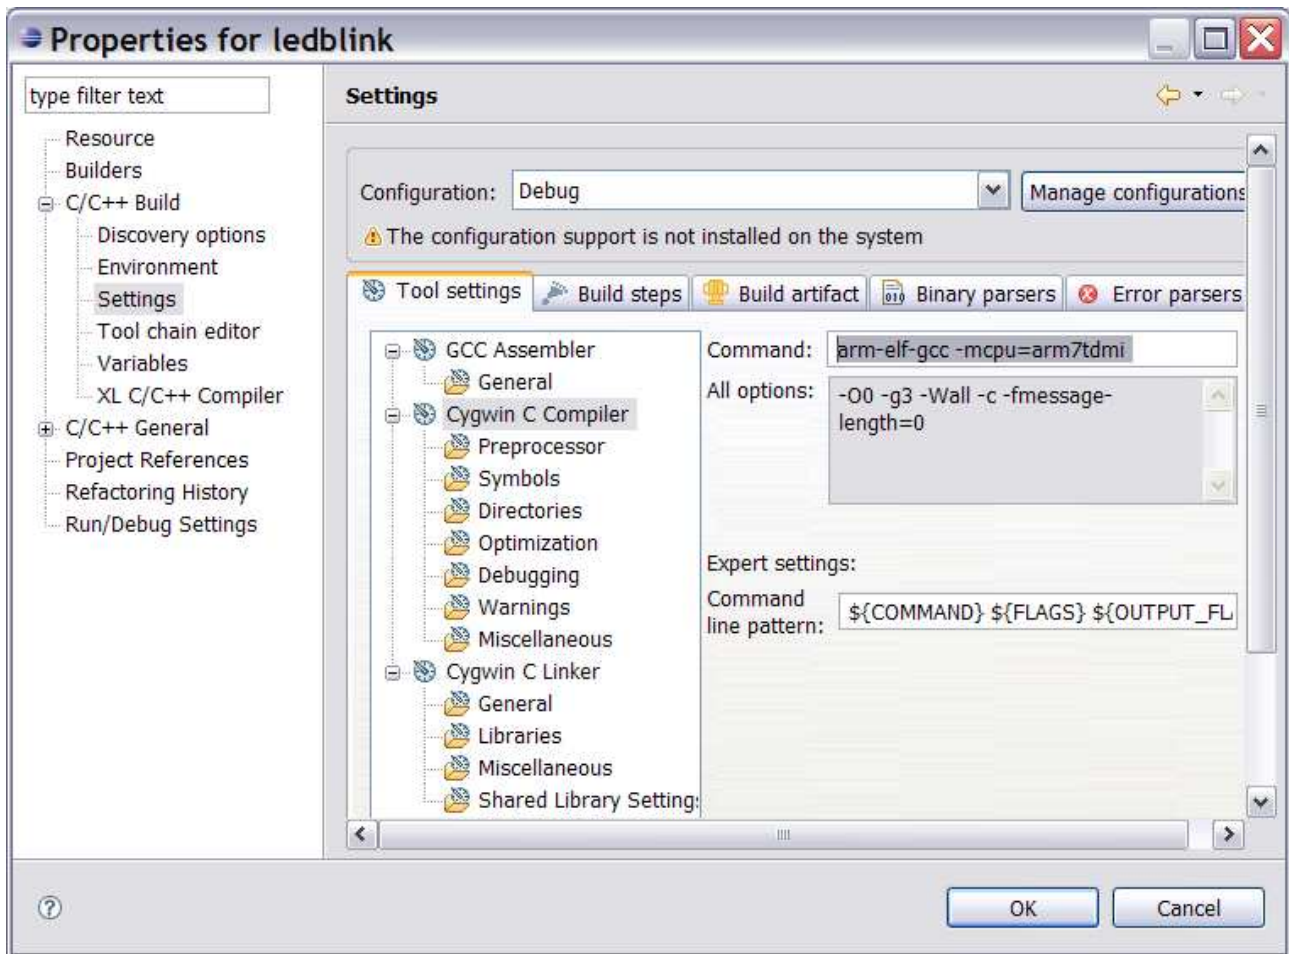 Properties for ledblink
type filter text
Resource
Builders
C/C++ Build
Discovery options
Environment
Settings
Tool chain editor
Variables
XL C/C++ Compiler
C/C++ General
Project References
Refactoring History
Run/Debug Settings
Settings
Configuration: Debug Manage configurations
The configuration support is not installed on the system
Tool settings Build steps Build artifact Binary parsers Error parsers
GCC Assembler
General
Cygwin C Compiler
Preprocessor
Symbols
Directories
Optimization
Debugging
Warnings
Miscellaneous
Cygwin C Linker
General
Libraries
Miscellaneous
Shared Library Settings
Command: arm-elf-gcc -mcpu=arm7tdmi
All options: -O0 -g3 -Wall -c -fmessage-
length=0
Expert settings:
Command
line pattern: ${COMMAND} ${FLAGS} ${OUTPUT_FL
OK Cancel